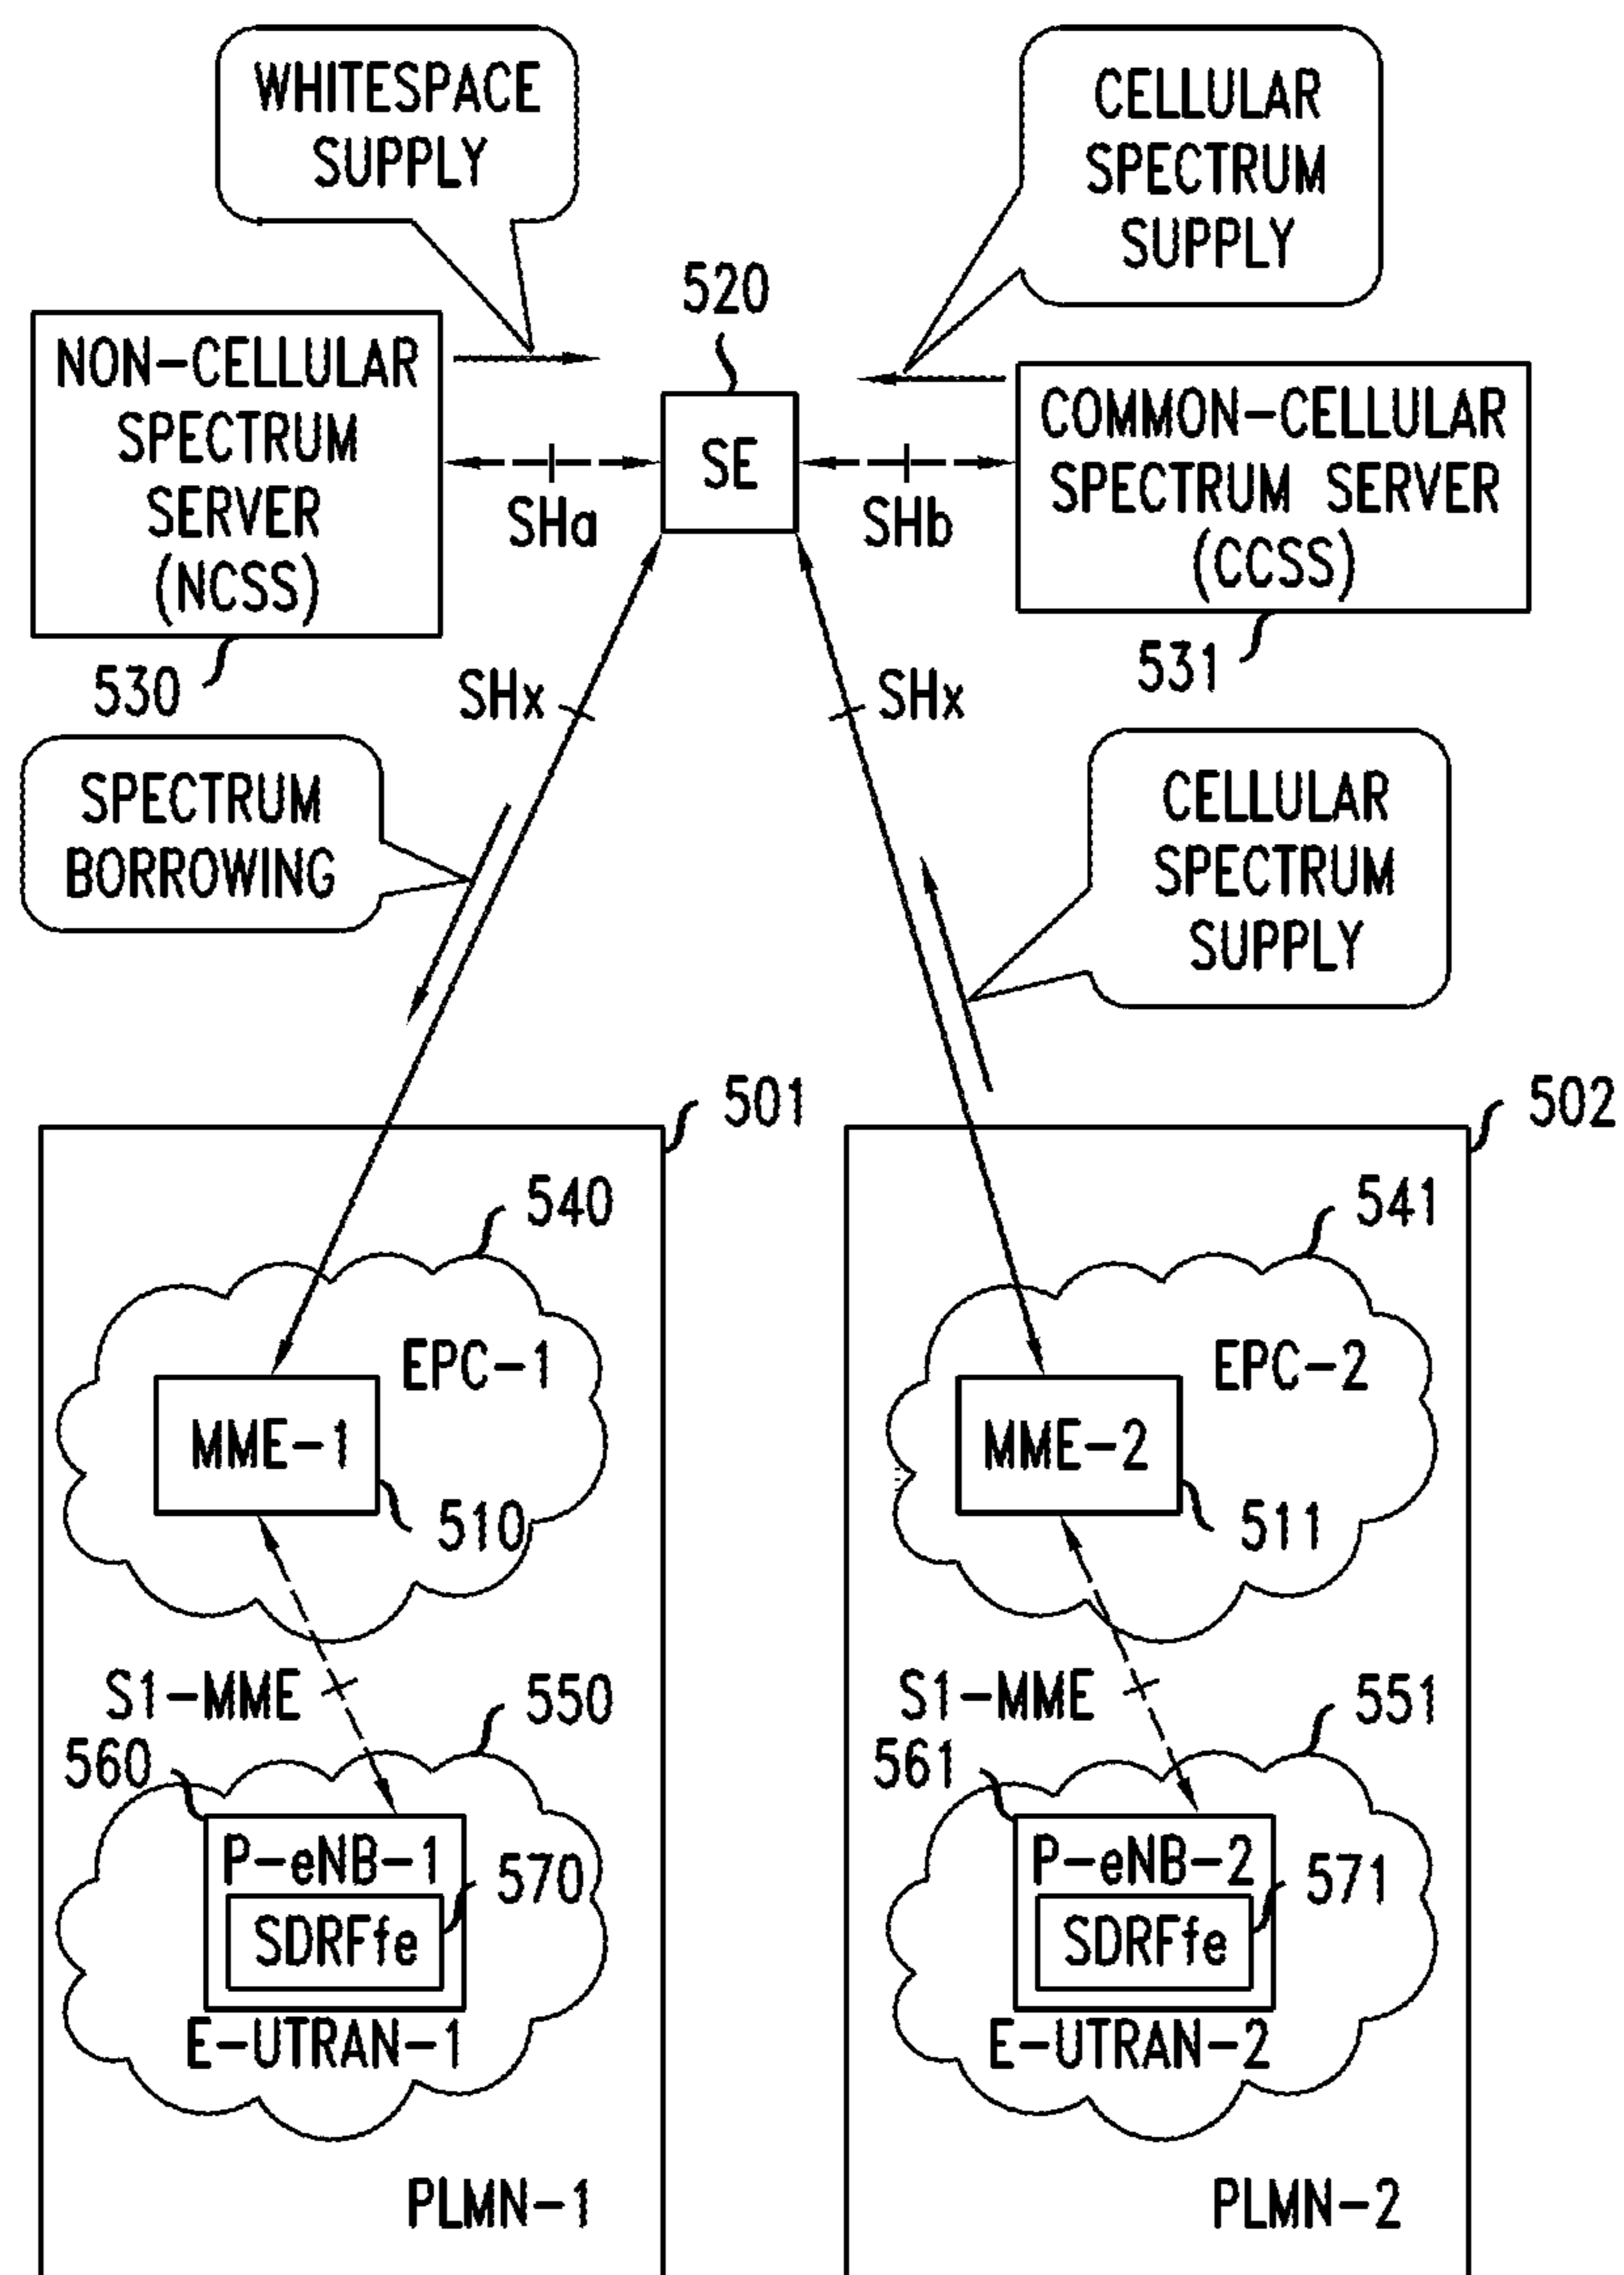 WHITESPACE
SUPPLY
CELLULAR
SPECTRUM
SUPPLY
520
NON-CELLULAR
SPECTRUM
SERVER
(NCSS)
530
SE
SHa
SHb
COMMON-CELLULAR
SPECTRUM SERVER
(CCSS)
531
SHx
SHx
SPECTRUM
BORROWING
CELLULAR
SPECTRUM
SUPPLY
501
502
540
EPC-1
MME-1
510
541
EPC-2
MME-2
511
S1-MME
550
560
P-eNB-1
570
SDRFfe
E-UTRAN-1
PLMN-1
S1-MME
551
561
P-eNB-2
571
SDRFfe
E-UTRAN-2
PLMN-2